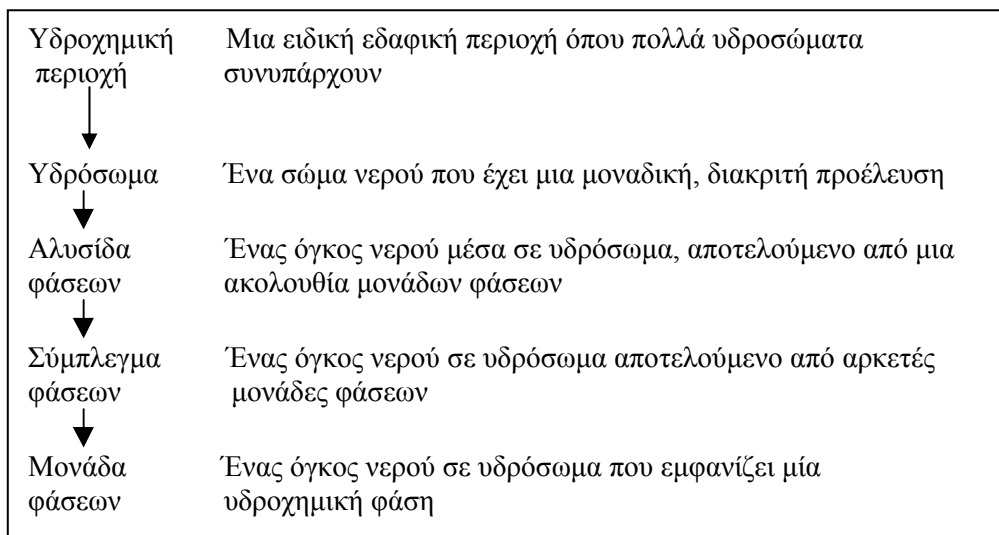 Υδροχημική Μια ειδική εδαφική περιοχή όπου πολλά υδροσώματα
περιοχή συνυπάρχουν
Υδρόσωμα Ένα σώμα νερού που έχει μια μοναδική, διακριτή προέλευση
Αλυσίδα Ένας όγκος νερού μέσα σε υδρόσωμα, αποτελούμενο από μια
φάσεων ακολουθία μονάδων φάσεων
Σύμπλεγμα Ένας όγκος νερού σε υδρόσωμα αποτελούμενο από αρκετές
φάσεων μονάδες φάσεων
Μονάδα Ένας όγκος νερού σε υδρόσωμα που εμφανίζει μία
φάσεων υδροχημική φάση